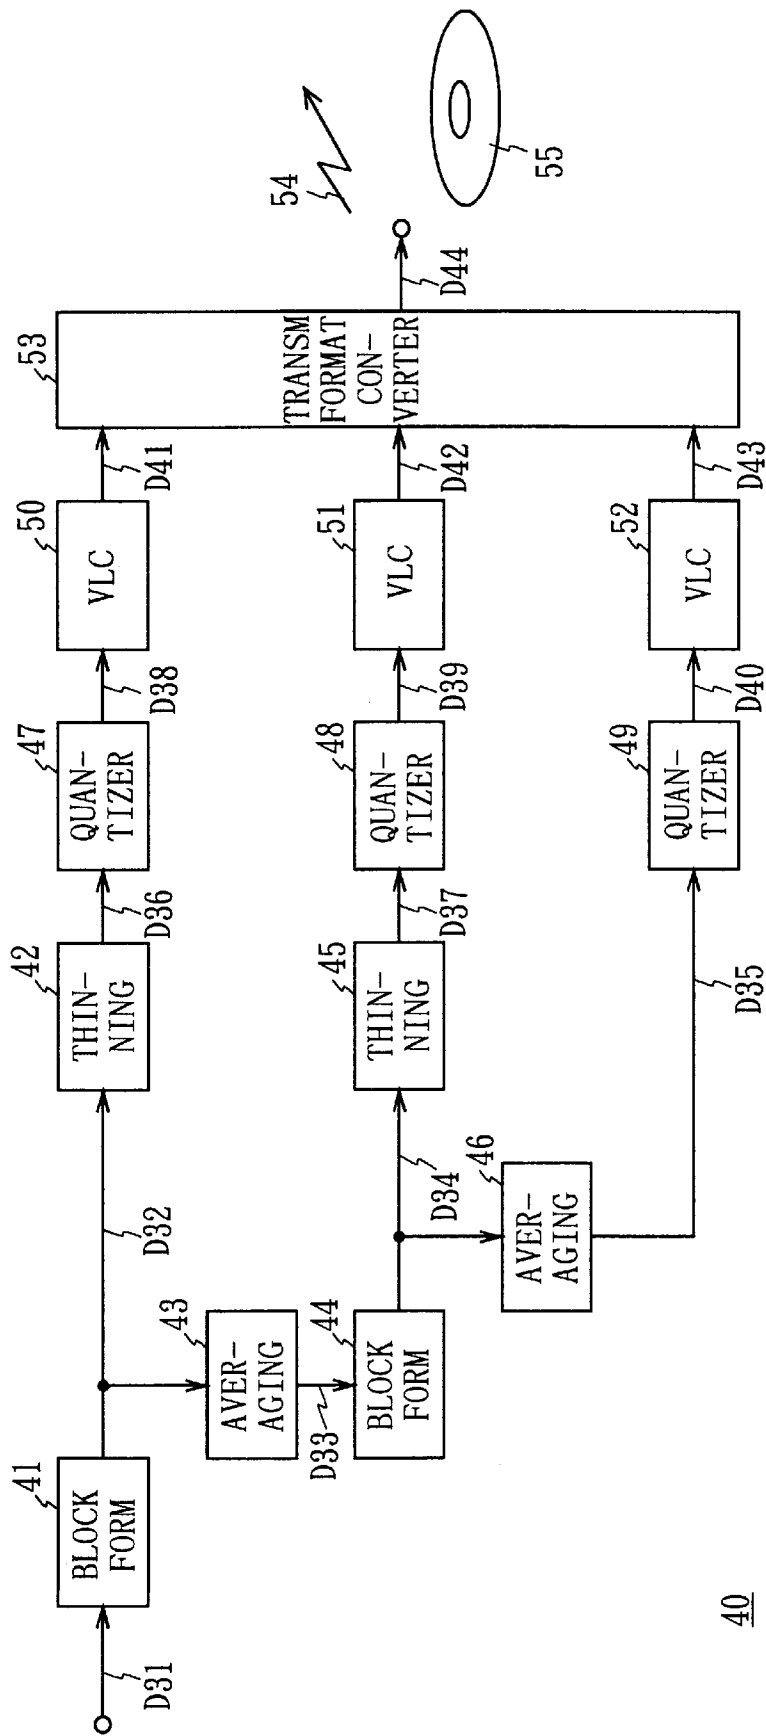 D31
41
BLOCK
FORM
D32
42
THIN-
NING
D36
47
QUAN-
TIZER
D38
50
VLC
D41
53
TRANSM
FORMAT
CON-
VERTER
D44
54
55
43
AVER-
AGING
D33
44
BLOCK
FORM
D34
45
THIN-
NING
D37
48
QUAN-
TIZER
D39
51
VLC
D42
46
AVER-
AGING
D35
49
QUAN-
TIZER
D40
52
VLC
D43
40